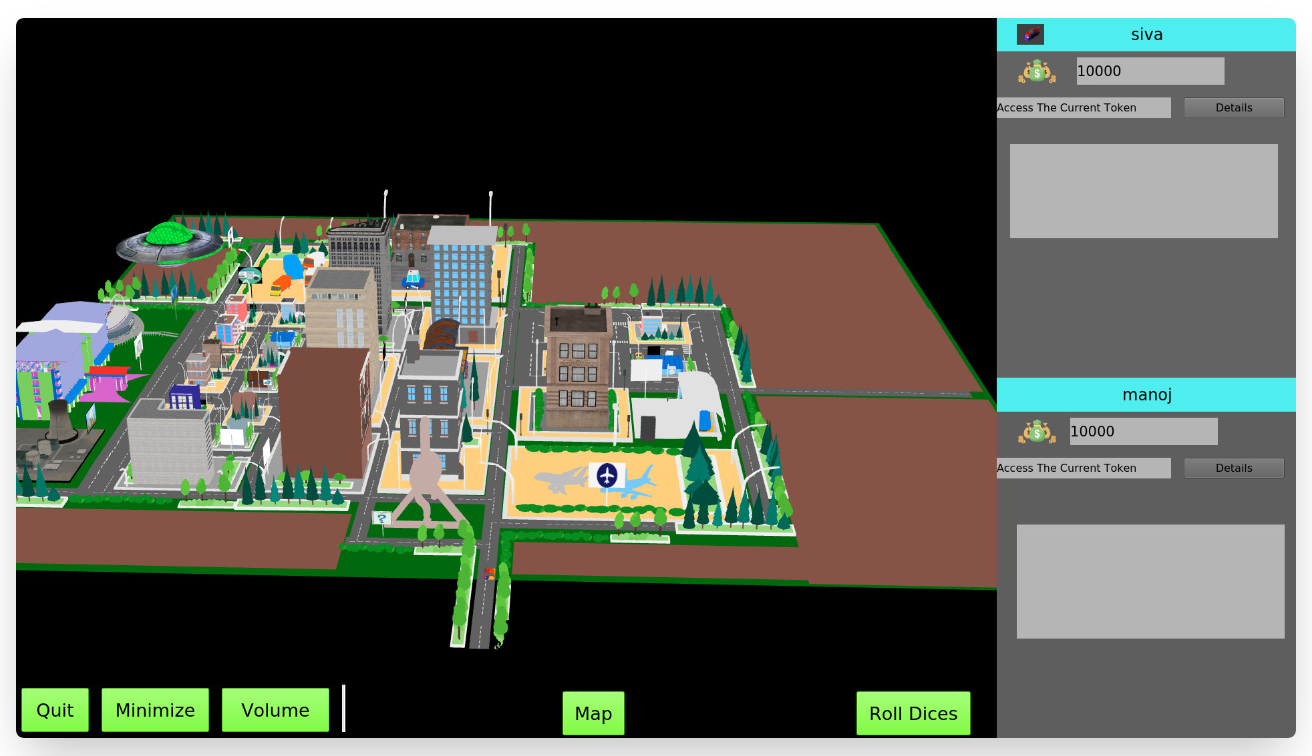 siva
10000
Access The Current Token
Details
manoj
10000
Access The Current Token
Details
?
Quit
Minimize
Volume
Map
Roll Dices